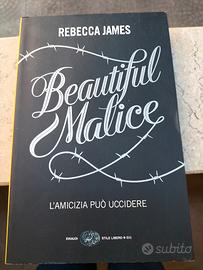 REBECCA JAMES
Beautiful
Malice
L'AMICIZIA PUÒ UCCIDERE
EINAUDI
STILE LIBERO BIG
subito